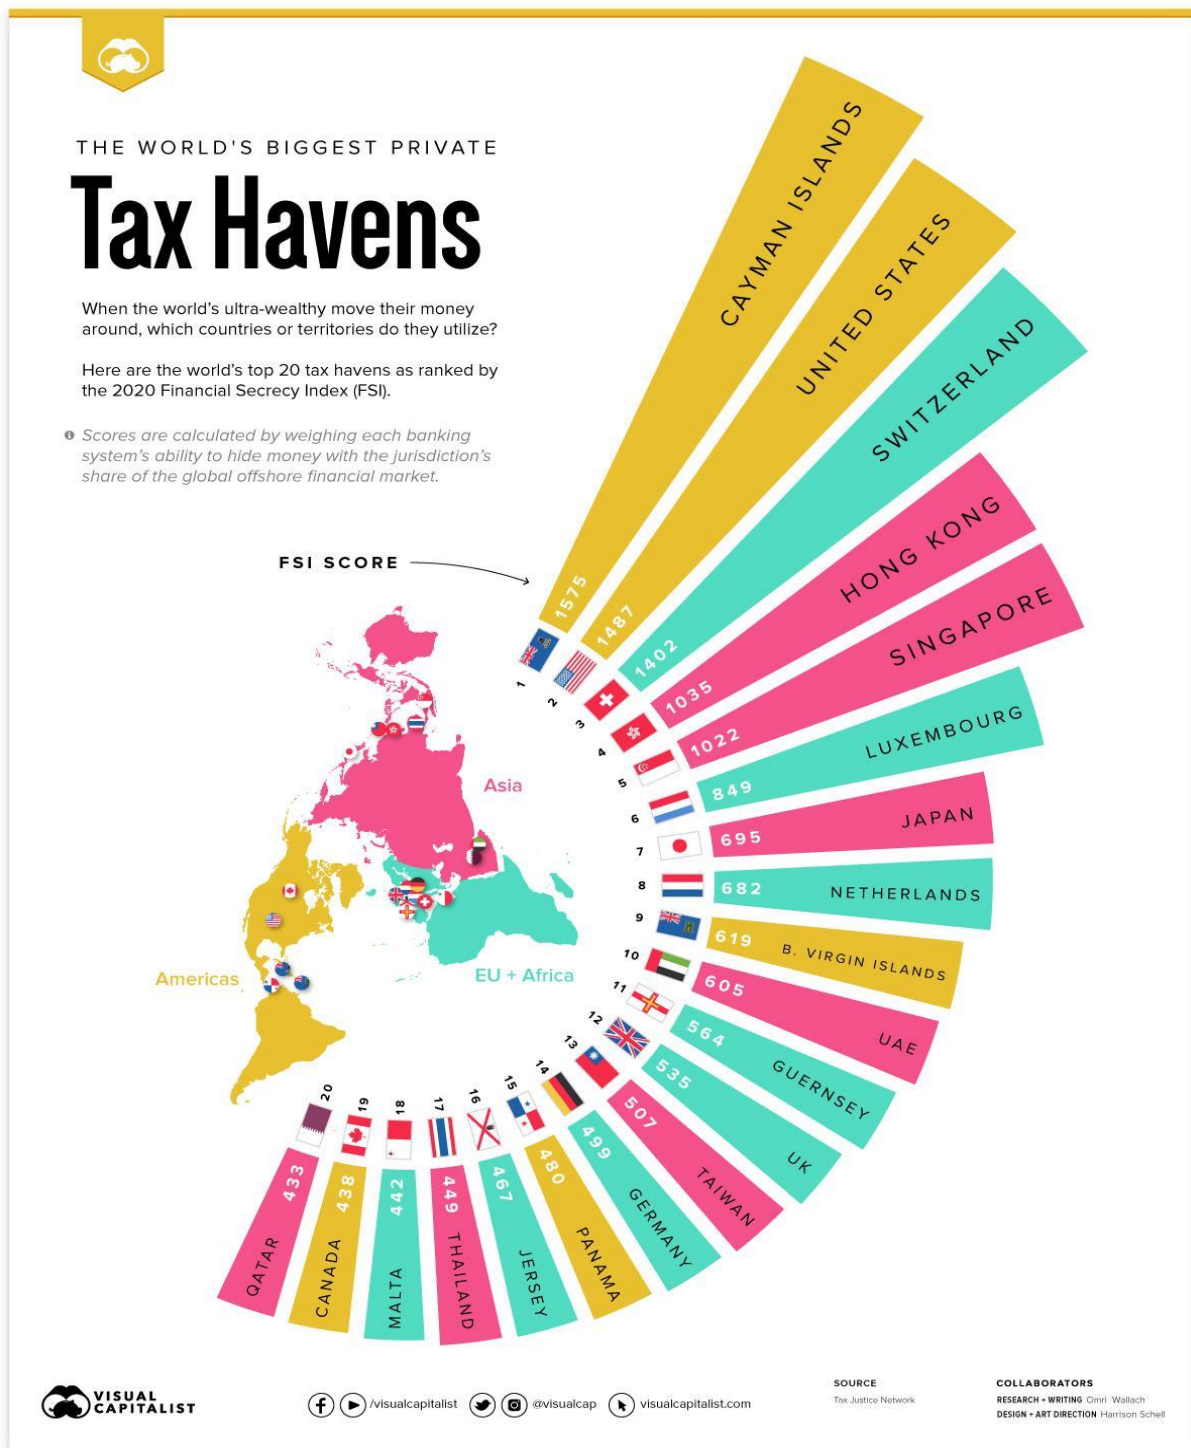 THE WORLD'S BIGGEST PRIVATE
Tax Havens
When the world's ultra-wealthy move their money
around, which countries or territories do they utilize?
Here are the world's top 20 tax havens as ranked by
the 2020 Financial Secrecy Index (FSI).
Scores are calculated by weighing each banking
system's ability to hide money with the jurisdiction's
share of the global offshore financial market.
FSI SCORE
1 1575 CAYMAN ISLANDS
2 1487 UNITED STATES
3 1402 SWITZERLAND
4 1035 HONG KONG
5 1022 SINGAPORE
6 849 LUXEMBOURG
7 695 JAPAN
8 682 NETHERLANDS
9 619 B. VIRGIN ISLANDS
10 605 UAE
11 564 GUERNSEY
12 535 UK
13 507 TAIWAN
14 499 GERMANY
15 480 PANAMA
16 467 JERSEY
17 449 THAILAND
18 442 MALTA
19 438 CANADA
20 433 QATAR
Asia
Americas
EU + Africa
VISUAL
CAPITALIST
/visualcapitalist @visualcap visualcapitalist.com
SOURCE
Tax Justice Network
COLLABORATORS
RESEARCH + WRITING Omri Wallach
DESIGN + ART DIRECTION Harrison Schell